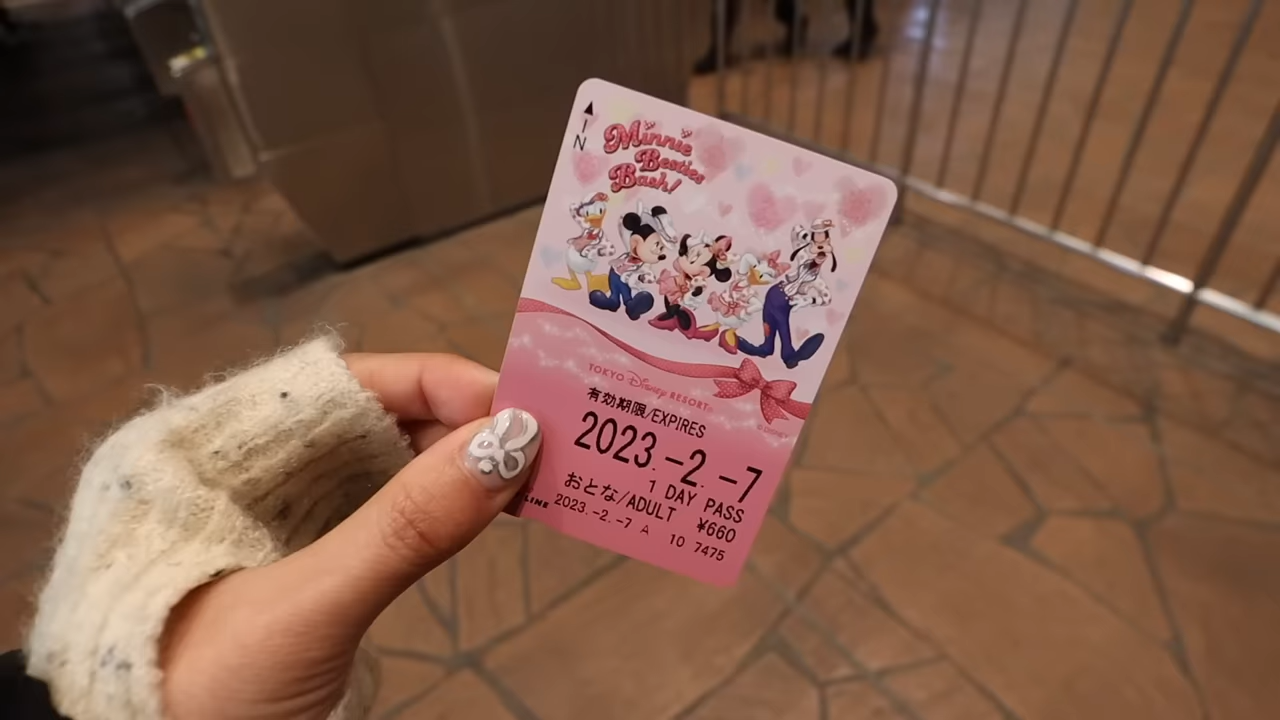 IN
Minnie
Besties
Bash!
TOKYO Disney RESORT
© DISNEY
有効期限/EXPIRES
2023.-2.-7
1 DAY PASS
おとな/ADULT ¥660
2023.-2.-7 A 10 7475